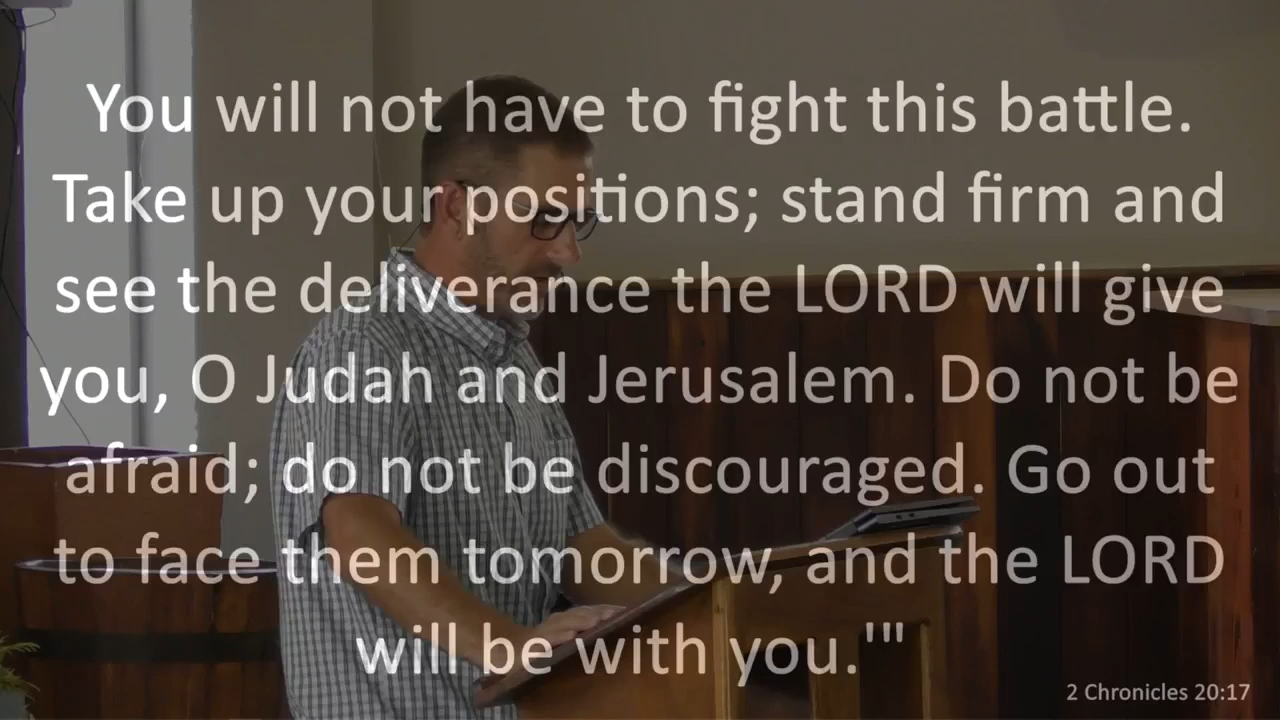 You will not have to fight this battle.
Take up your positions; stand firm and
see the deliverance the LORD will give
you, O Judah and Jerusalem. Do not be
afraid; do not be discouraged. Go out
to face them tomorrow, and the LORD
will be with you.'"
2 Chronicles 20:17